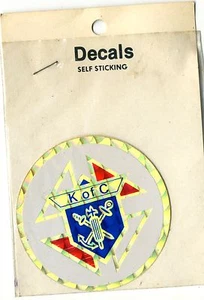 Decals
SELF STICKING
K of C